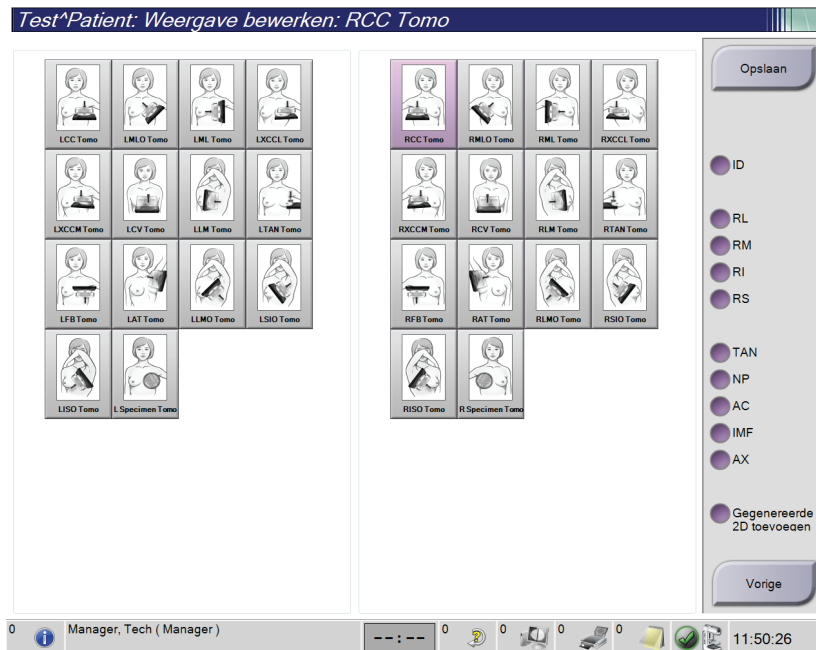 Test^Patient: Weergave bewerken: RCC Tomo
LCC Tomo LMLO Tomo LML Tomo LXCCL Tomo
LXCCM Tomo LCV Tomo LLM Tomo LTAN Tomo
LFB Tomo LAT Tomo LLMO Tomo LSIO Tomo
LISO Tomo L Specimen Tomo
RCC Tomo RMLO Tomo RML Tomo RXCCL Tomo
RXCCM Tomo RCV Tomo RLM Tomo RTAN Tomo
RFB Tomo RAT Tomo RLMO Tomo RSIO Tomo
RISO Tomo R Specimen Tomo
Opslaan
ID
RL
RM
RI
RS
TAN
NP
AC
IMF
AX
Gegenereerde
2D toevoegen
Vorige
0 Manager, Tech ( Manager ) --:-- 0 0 0 0 11:50:26